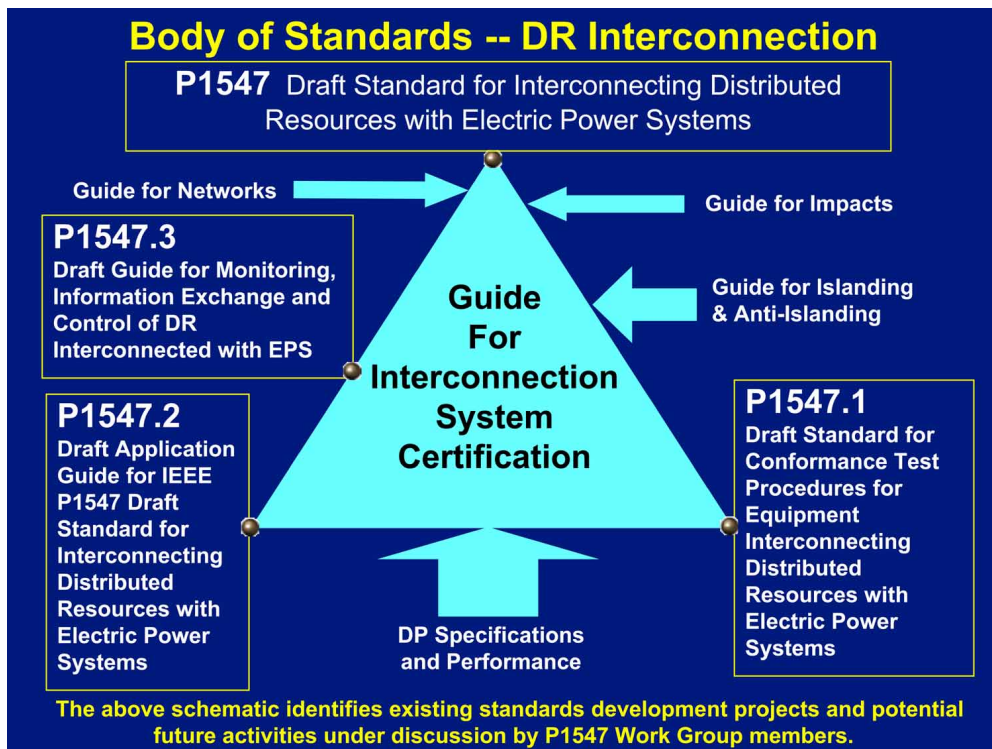 Body of Standards -- DR Interconnection
P1547 Draft Standard for Interconnecting Distributed
Resources with Electric Power Systems
Guide for Networks
Guide for Impacts
P1547.3
Draft Guide for Monitoring,
Information Exchange and
Control of DR
Interconnected with EPS
Guide for Islanding
& Anti-Islanding
Guide
For
Interconnection
System
Certification
P1547.2
Draft Application
Guide for IEEE
P1547 Draft
Standard for
Interconnecting
Distributed
Resources with
Electric Power
Systems
P1547.1
Draft Standard for
Conformance Test
Procedures for
Equipment
Interconnecting
Distributed
Resources with
Electric Power
Systems
DP Specifications
and Performance
The above schematic identifies existing standards development projects and potential
future activities under discussion by P1547 Work Group members.